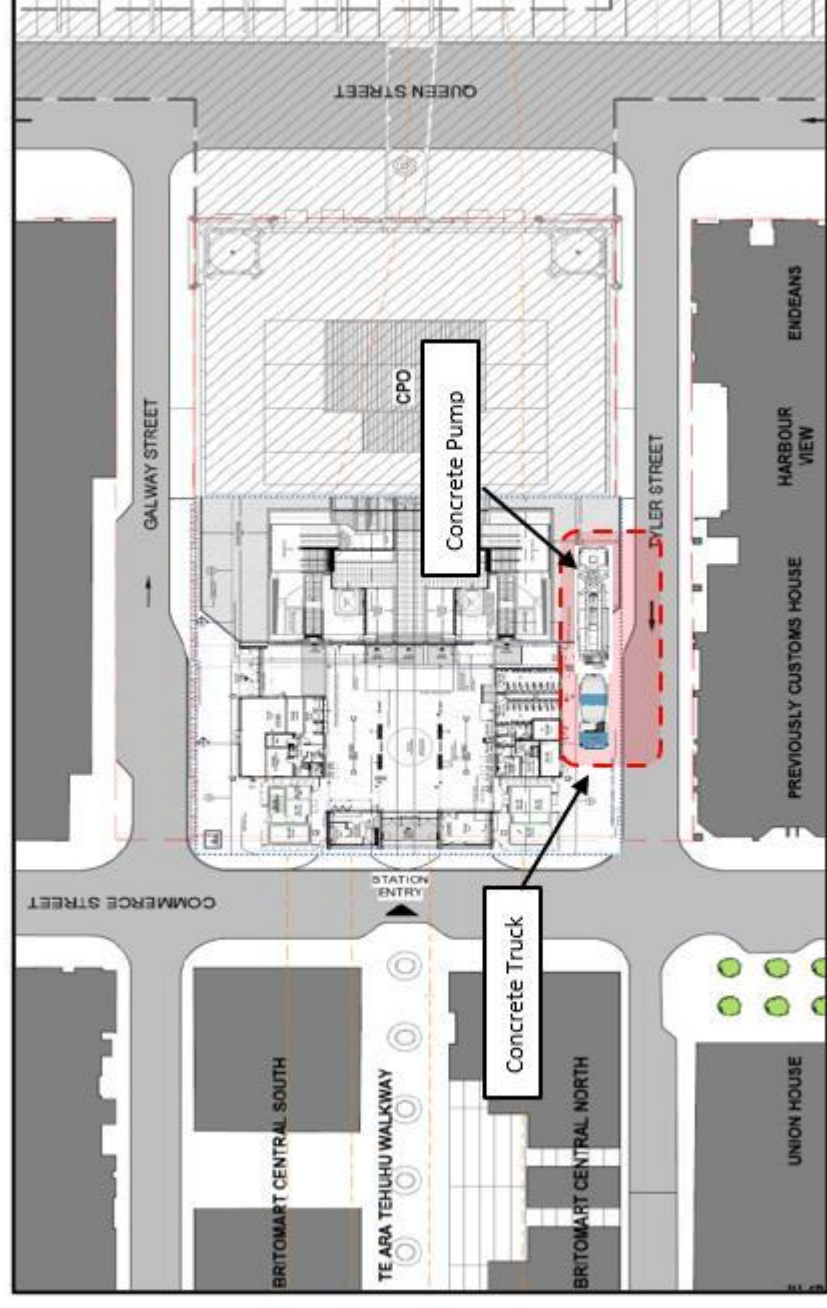 QUEEN STREET
GALWAY STREET
CPO
Concrete Pump
ENDEANS
HARBOUR
VIEW
TYLER STREET
PREVIOUSLY CUSTOMS HOUSE
COMMERCE STREET
STATION
ENTRY
Concrete Truck
BRITOMART CENTRAL SOUTH
TE ARA TEHUHU WALKWAY
BRITOMART CENTRAL NORTH
UNION HOUSE